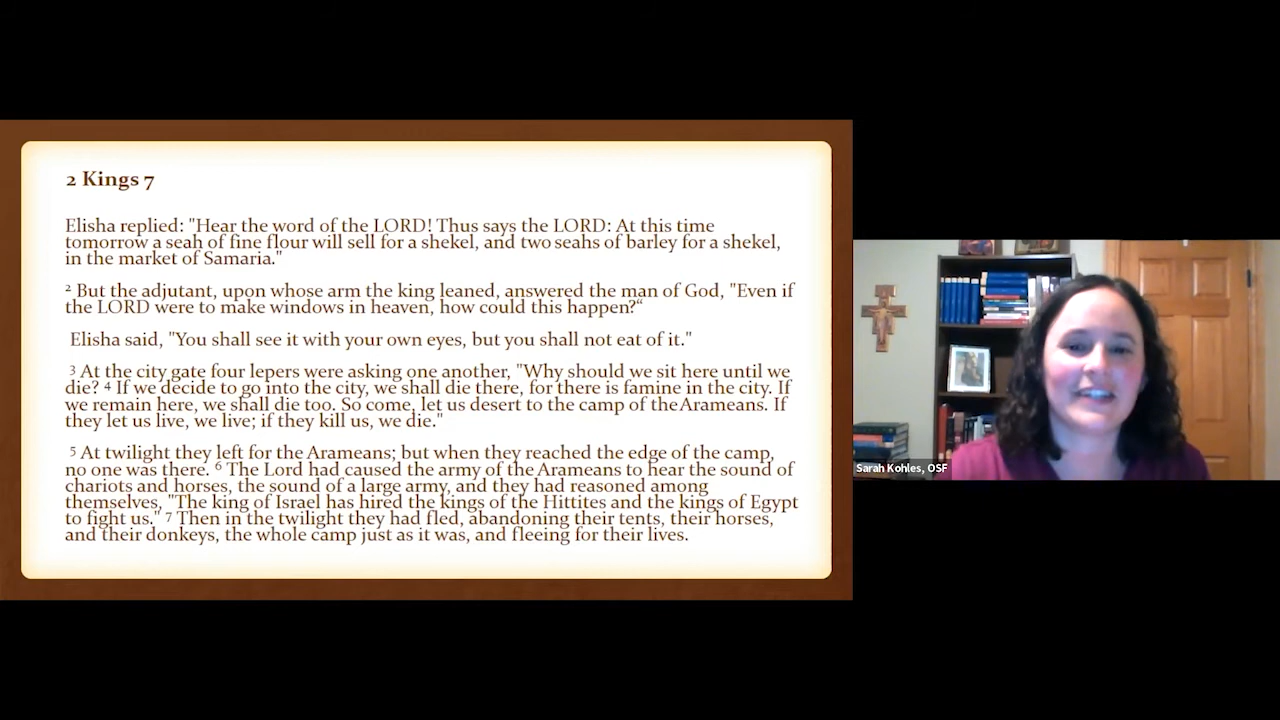 2 Kings 7
Elisha replied: "Hear the word of the LORD! Thus says the LORD: At this time
tomorrow a seah of fine flour will sell for a shekel, and two seahs of barley for a shekel,
in the market of Samaria."
2 But the adjutant, upon whose arm the king leaned, answered the man of God, "Even if
the LORD were to make windows in heaven, how could this happen?“
Elisha said, "You shall see it with your own eyes, but you shall not eat of it."
3 At the city gate four lepers were asking one another, "Why should we sit here until we
die? 4 If we decide to go into the city, we shall die there, for there is famine in the city. If
we remain here, we shall die too. So come, let us desert to the camp of the Arameans. If
they let us live, we live; if they kill us, we die."
5 At twilight they left for the Arameans; but when they reached the edge of the camp,
no one was there. 6 The Lord had caused the army of the Arameans to hear the sound of
chariots and horses, the sound of a large army, and they had reasoned among
themselves, "The king of Israel has hired the kings of the Hittites and the kings of Egypt
to fight us." 7 Then in the twilight they had fled, abandoning their tents, their horses,
and their donkeys, the whole camp just as it was, and fleeing for their lives.
Sarah Kohles, OSF